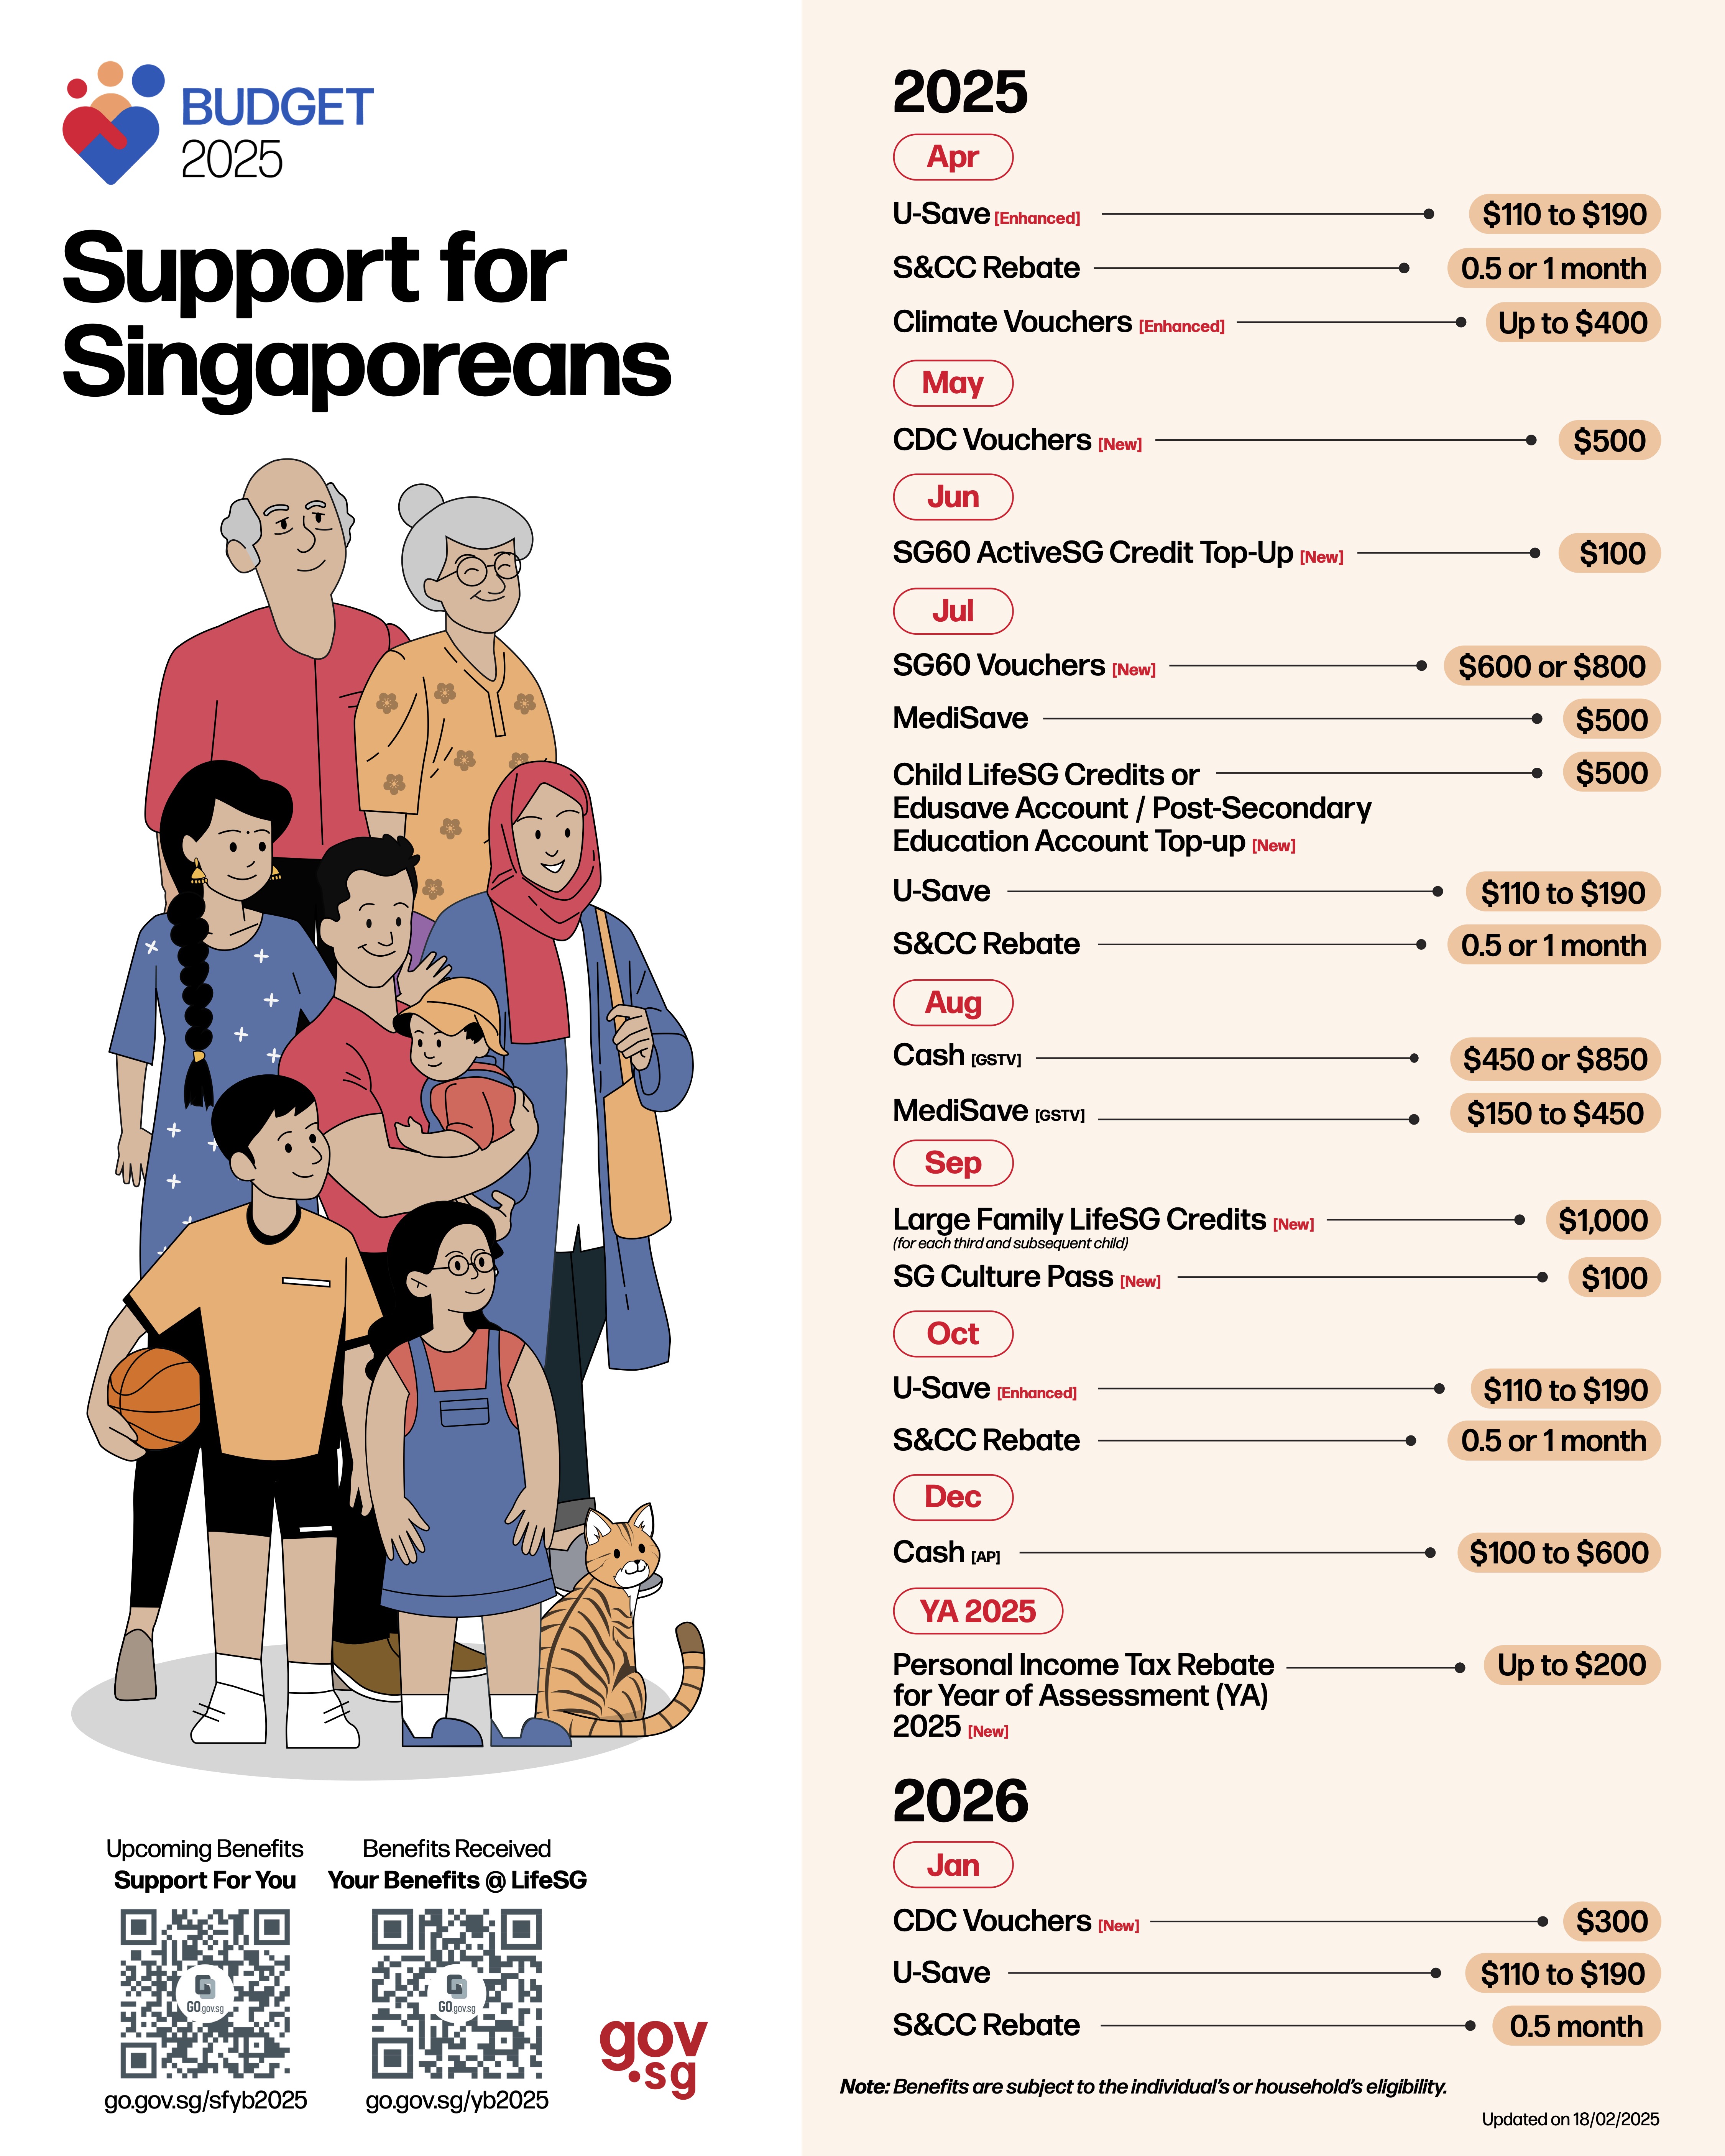 BUDGET
2025
Support for
Singaporeans
Upcoming Benefits
Support For You
GO.gov.sg
go.gov.sg/sfyb2025
Benefits Received
Your Benefits @ LifeSG
GO.gov.sg
go.gov.sg/yb2025
gov
.sg
2025
Apr
U-Save [Enhanced] $110 to $190
S&CC Rebate 0.5 or 1 month
Climate Vouchers [Enhanced] Up to $400
May
CDC Vouchers [New] $500
Jun
SG60 ActiveSG Credit Top-Up [New] $100
Jul
SG60 Vouchers [New] $600 or $800
MediSave $500
Child LifeSG Credits or $500
Edusave Account / Post-Secondary
Education Account Top-up [New]
U-Save $110 to $190
S&CC Rebate 0.5 or 1 month
Aug
Cash [GSTV] $450 or $850
MediSave [GSTV] $150 to $450
Sep
Large Family LifeSG Credits [New] $1,000
(for each third and subsequent child)
SG Culture Pass [New] $100
Oct
U-Save [Enhanced] $110 to $190
S&CC Rebate 0.5 or 1 month
Dec
Cash [AP] $100 to $600
YA 2025
Personal Income Tax Rebate Up to $200
for Year of Assessment (YA)
2025 [New]
2026
Jan
CDC Vouchers [New] $300
U-Save $110 to $190
S&CC Rebate 0.5 month
Note: Benefits are subject to the individual's or household's eligibility.
Updated on 18/02/2025